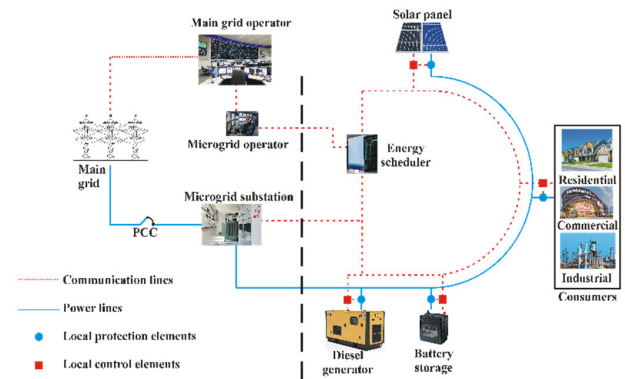 Main grid operator
Solar panel
Microgrid operator
Energy
scheduler
Main
grid
Microgrid substation
PCC
Residential
Commercial
Industrial
Consumers
Communication lines
Power lines
Local protection elements
Local control elements
Diesel
generator
Battery
storage